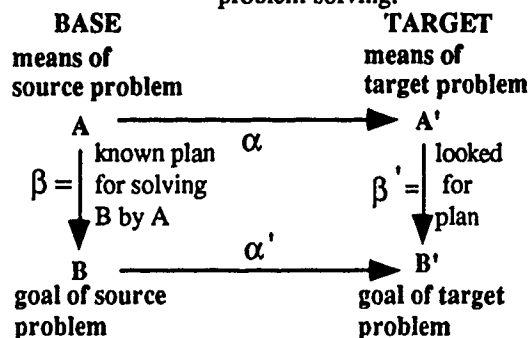 problem solving.
BASE TARGET
means of means of
source problem target problem
A α A'
β = known plan for solving B by A β' = looked for plan
B α' B'
goal of source goal of target
problem problem